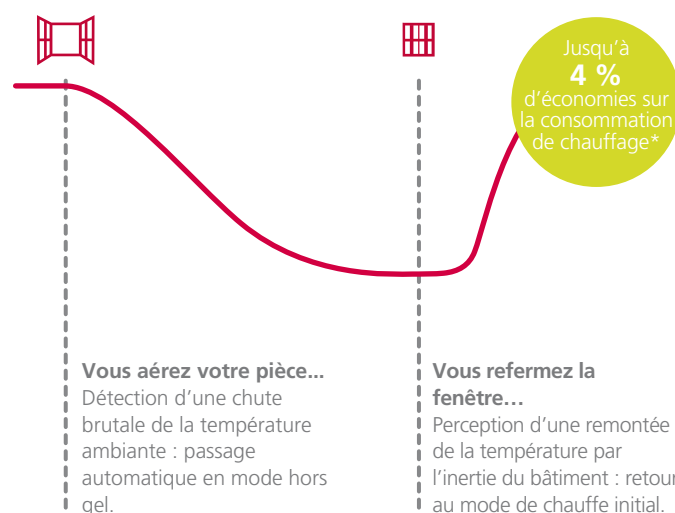 Jusqu'à
4 %
d'économies sur
la consommation
de chauffage*
Vous aérez votre pièce...
Détection d'une chute
brutale de la température
ambiante : passage
automatique en mode hors
gel.
Vous refermez la
fenêtre…
Perception d'une remontée
de la température par
l'inertie du bâtiment : retour
au mode de chauffe initial.